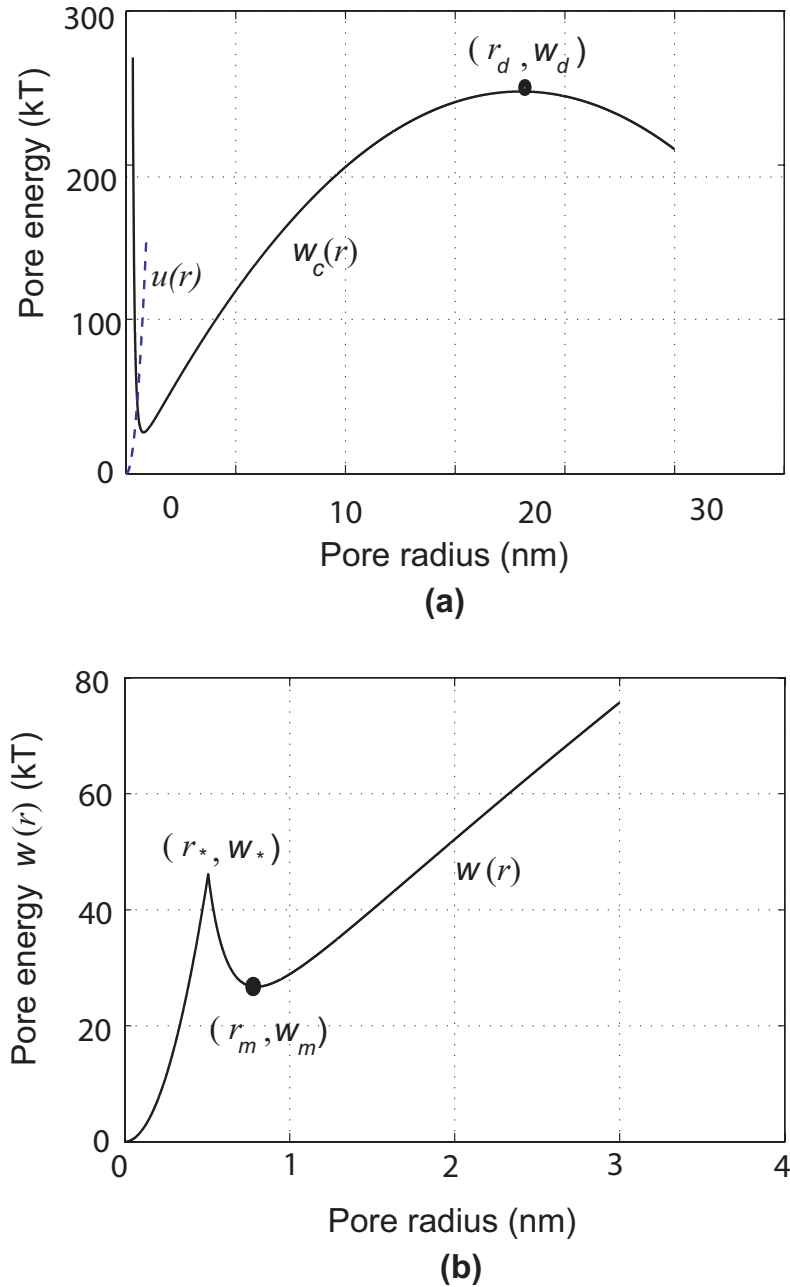 300
200
100
0
Pore energy (kT)
(r_d, w_d)
u(r)
w_c(r)
0 10 20 30
Pore radius (nm)
(a)
80
60
40
20
0
Pore energy w(r) (kT)
(r_*, w_*)
w(r)
(r_m, w_m)
0 1 2 3 4
Pore radius (nm)
(b)